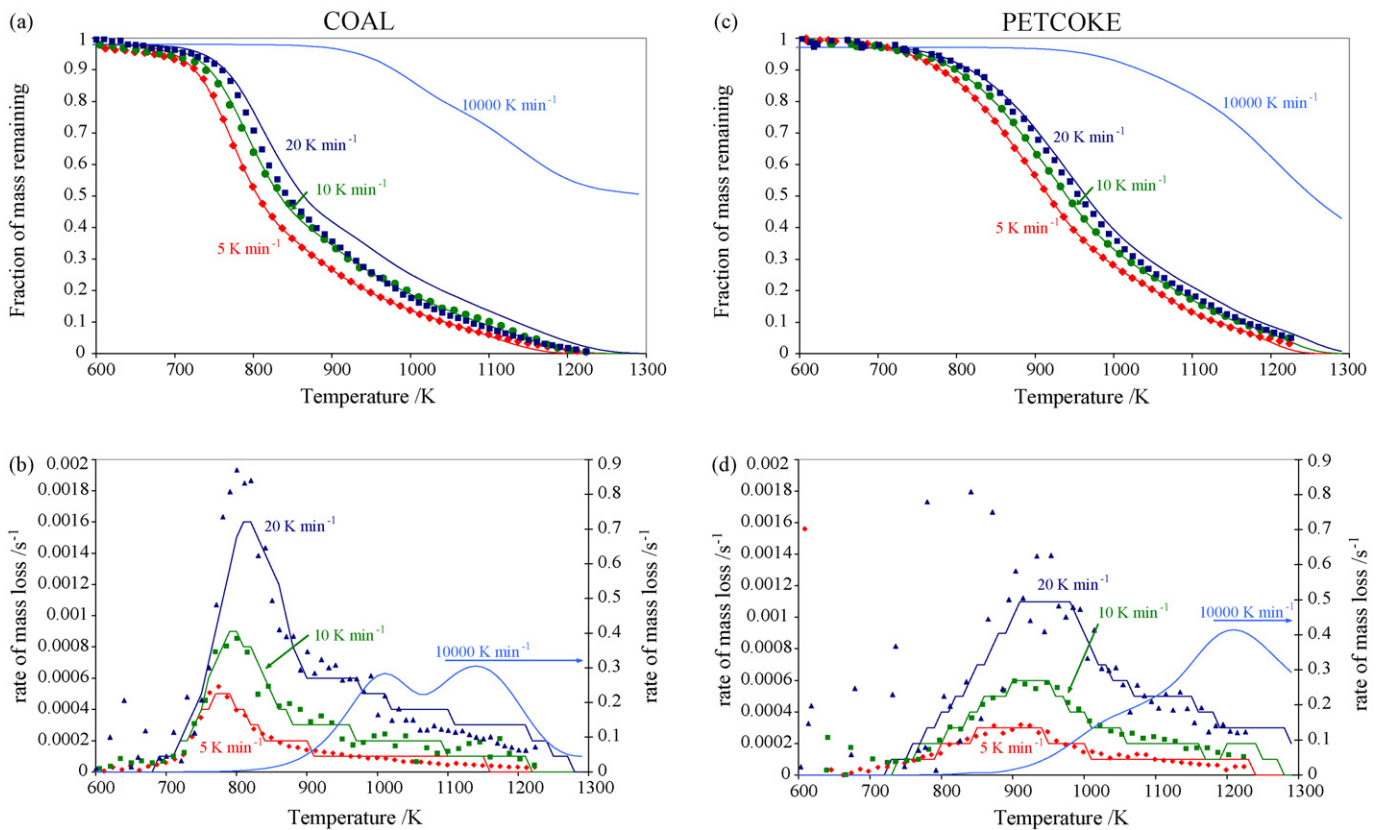 (a) COAL
1
0.9
0.8
0.7
0.6
0.5
0.4
0.3
0.2
0.1
0
Fraction of mass remaining
10000 K min⁻¹
20 K min⁻¹
10 K min⁻¹
5 K min⁻¹
600 700 800 900 1000 1100 1200 1300
Temperature /K
(c) PETCOKE
1
0.9
0.8
0.7
0.6
0.5
0.4
0.3
0.2
0.1
0
Fraction of mass remaining
10000 K min⁻¹
20 K min⁻¹
10 K min⁻¹
5 K min⁻¹
600 700 800 900 1000 1100 1200 1300
Temperature /K
(b)
0.002
0.0018
0.0016
0.0014
0.0012
0.001
0.0008
0.0006
0.0004
0.0002
0
rate of mass loss /s⁻¹
20 K min⁻¹
10 K min⁻¹
10000 K min⁻¹
5 K min⁻¹
0.9
0.8
0.7
0.6
0.5
0.4
0.3
0.2
0.1
0
rate of mass loss /s⁻¹
600 700 800 900 1000 1100 1200 1300
Temperature /K
(d)
0.002
0.0018
0.0016
0.0014
0.0012
0.001
0.0008
0.0006
0.0004
0.0002
0
rate of mass loss /s⁻¹
20 K min⁻¹
10 K min⁻¹
10000 K min⁻¹
5 K min⁻¹
0.9
0.8
0.7
0.6
0.5
0.4
0.3
0.2
0.1
0
rate of mass loss /s⁻¹
600 700 800 900 1000 1100 1200 1300
Temperature /K